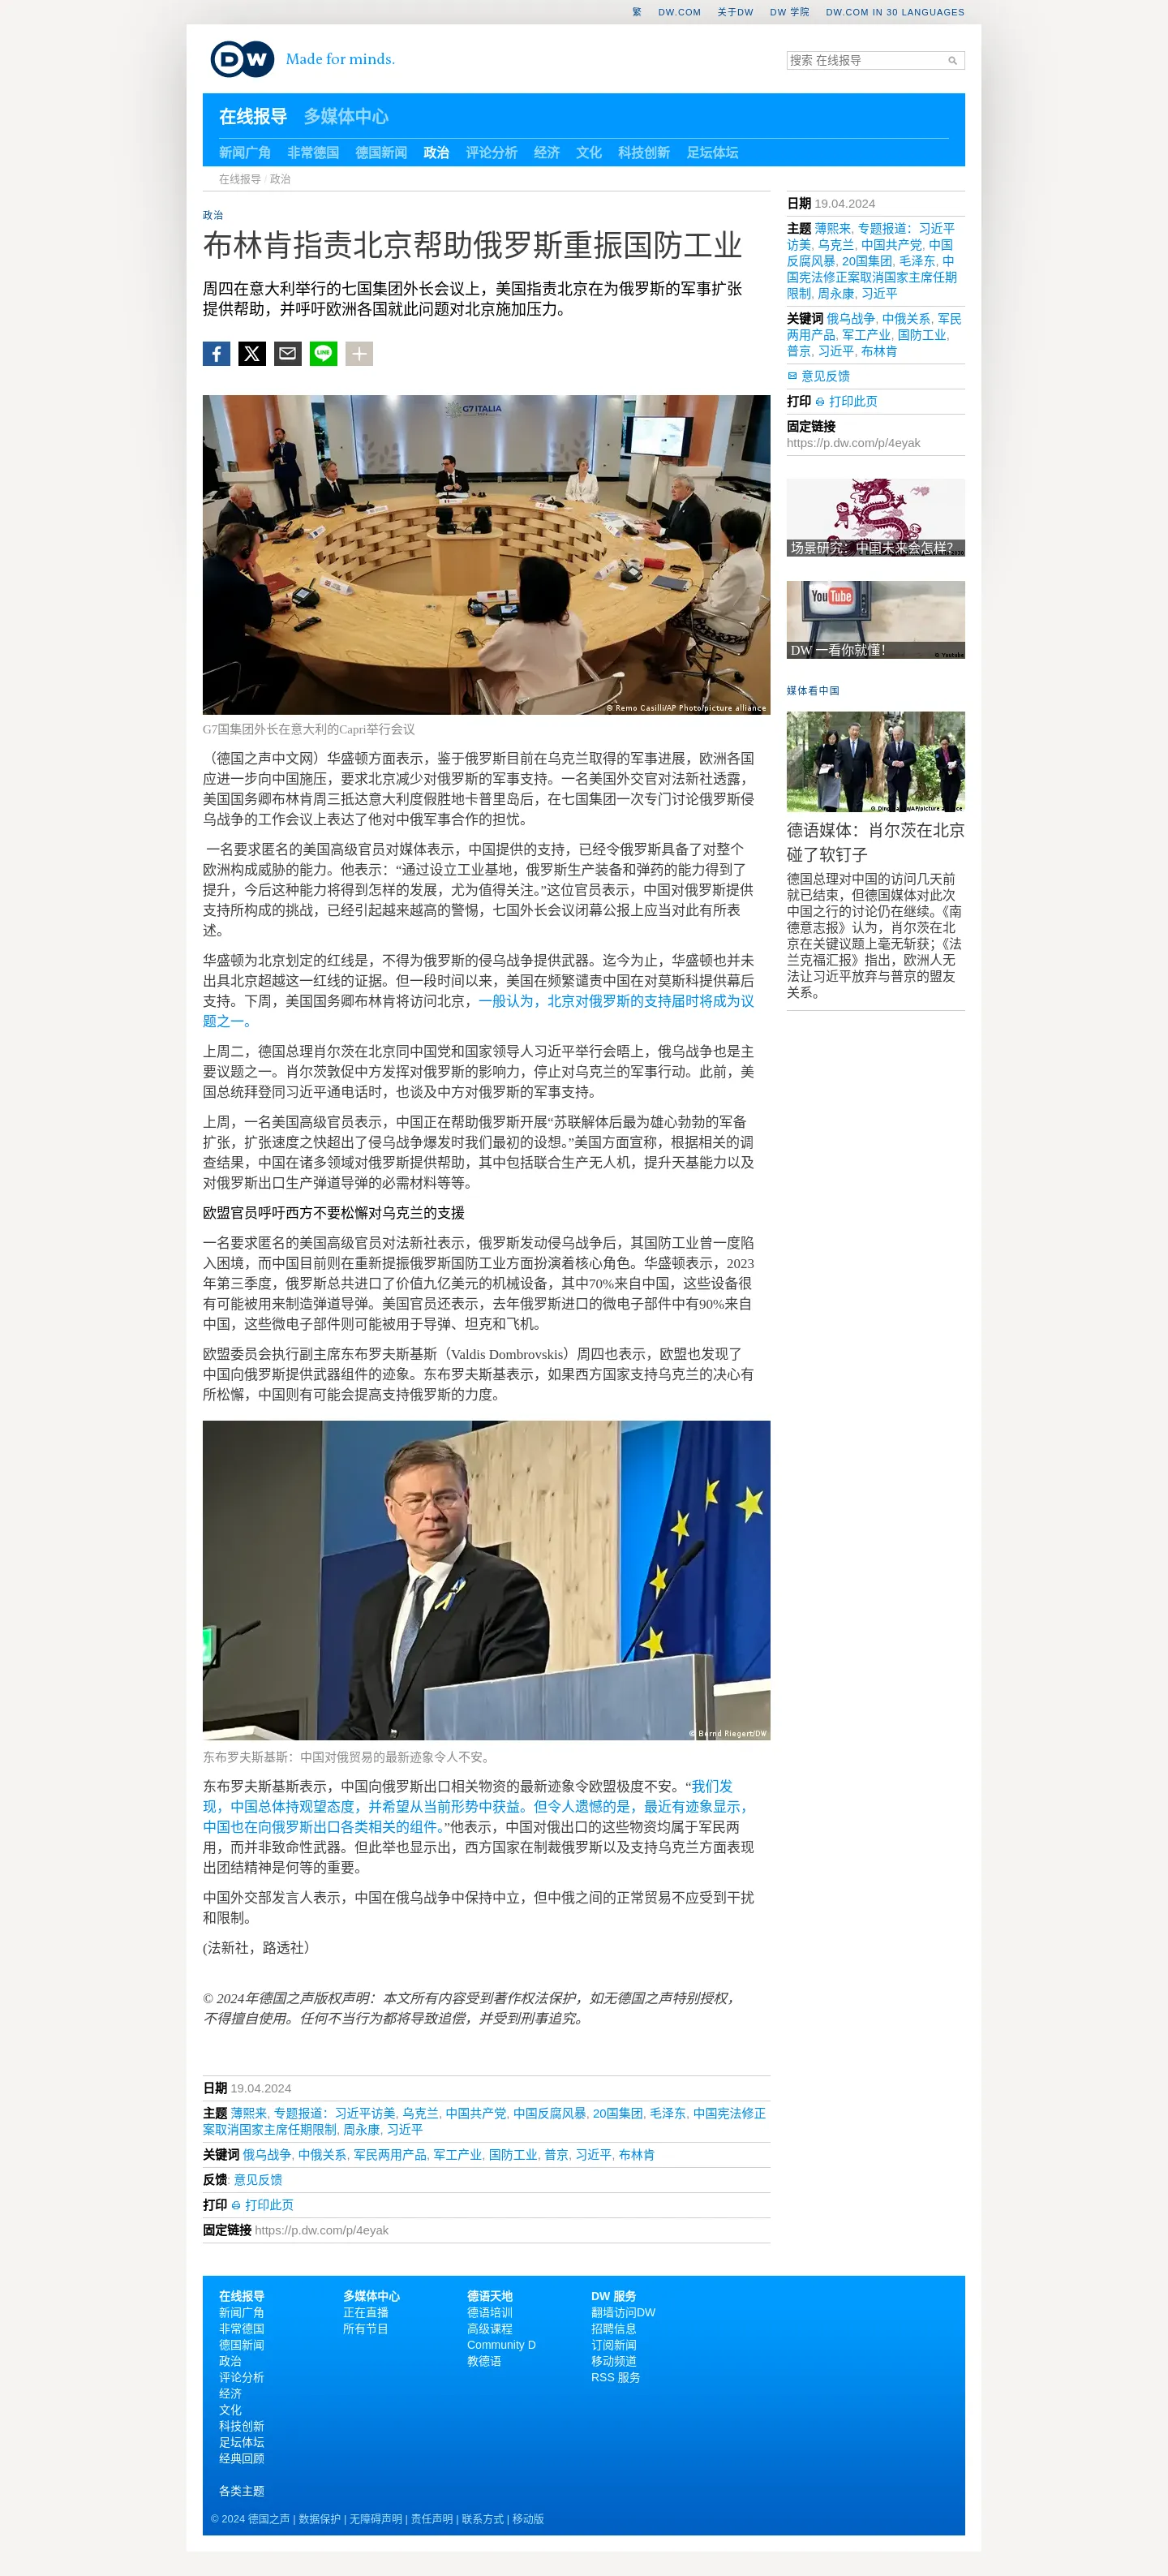 繁 DW.COM 关于DW DW 学院 DW.COM IN 30 LANGUAGES
DW Made for minds.
搜索 在线报导
在线报导 多媒体中心
新闻广角 非常德国 德国新闻 政治 评论分析 经济 文化 科技创新 足坛体坛
在线报导 / 政治
政治
布林肯指责北京帮助俄罗斯重振国防工业
周四在意大利举行的七国集团外长会议上，美国指责北京在为俄罗斯的军事扩张
提供帮助，并呼吁欧洲各国就此问题对北京施加压力。
LINE
G7 ITALIA
© Remo Casilli/AP Photo/picture alliance
G7国集团外长在意大利的Capri举行会议
（德国之声中文网）华盛顿方面表示，鉴于俄罗斯目前在乌克兰取得的军事进展，欧洲各国
应进一步向中国施压，要求北京减少对俄罗斯的军事支持。一名美国外交官对法新社透露，
美国国务卿布林肯周三抵达意大利度假胜地卡普里岛后，在七国集团一次专门讨论俄罗斯侵
乌战争的工作会议上表达了他对中俄军事合作的担忧。
一名要求匿名的美国高级官员对媒体表示，中国提供的支持，已经令俄罗斯具备了对整个
欧洲构成威胁的能力。他表示：“通过设立工业基地，俄罗斯生产装备和弹药的能力得到了
提升，今后这种能力将得到怎样的发展，尤为值得关注。”这位官员表示，中国对俄罗斯提供
支持所构成的挑战，已经引起越来越高的警惕，七国外长会议闭幕公报上应当对此有所表
述。
华盛顿为北京划定的红线是，不得为俄罗斯的侵乌战争提供武器。迄今为止，华盛顿也并未
出具北京超越这一红线的证据。但一段时间以来，美国在频繁谴责中国在对莫斯科提供幕后
支持。下周，美国国务卿布林肯将访问北京，一般认为，北京对俄罗斯的支持届时将成为议
题之一。
上周二，德国总理肖尔茨在北京同中国党和国家领导人习近平举行会晤上，俄乌战争也是主
要议题之一。肖尔茨敦促中方发挥对俄罗斯的影响力，停止对乌克兰的军事行动。此前，美
国总统拜登同习近平通电话时，也谈及中方对俄罗斯的军事支持。
上周，一名美国高级官员表示，中国正在帮助俄罗斯开展“苏联解体后最为雄心勃勃的军备
扩张，扩张速度之快超出了侵乌战争爆发时我们最初的设想。”美国方面宣称，根据相关的调
查结果，中国在诸多领域对俄罗斯提供帮助，其中包括联合生产无人机，提升天基能力以及
对俄罗斯出口生产弹道导弹的必需材料等等。
欧盟官员呼吁西方不要松懈对乌克兰的支援
一名要求匿名的美国高级官员对法新社表示，俄罗斯发动侵乌战争后，其国防工业曾一度陷
入困境，而中国目前则在重新提振俄罗斯国防工业方面扮演着核心角色。华盛顿表示，2023
年第三季度，俄罗斯总共进口了价值九亿美元的机械设备，其中70%来自中国，这些设备很
有可能被用来制造弹道导弹。美国官员还表示，去年俄罗斯进口的微电子部件中有90%来自
中国，这些微电子部件则可能被用于导弹、坦克和飞机。
欧盟委员会执行副主席东布罗夫斯基斯（Valdis Dombrovskis）周四也表示，欧盟也发现了
中国向俄罗斯提供武器组件的迹象。东布罗夫斯基表示，如果西方国家支持乌克兰的决心有
所松懈，中国则有可能会提高支持俄罗斯的力度。
© Bernd Riegert/DW
东布罗夫斯基斯：中国对俄贸易的最新迹象令人不安。
东布罗夫斯基斯表示，中国向俄罗斯出口相关物资的最新迹象令欧盟极度不安。“我们发
现，中国总体持观望态度，并希望从当前形势中获益。但令人遗憾的是，最近有迹象显示，
中国也在向俄罗斯出口各类相关的组件。”他表示，中国对俄出口的这些物资均属于军民两
用，而并非致命性武器。但此举也显示出，西方国家在制裁俄罗斯以及支持乌克兰方面表现
出团结精神是何等的重要。
中国外交部发言人表示，中国在俄乌战争中保持中立，但中俄之间的正常贸易不应受到干扰
和限制。
(法新社，路透社）
© 2024年德国之声版权声明：本文所有内容受到著作权法保护，如无德国之声特别授权，
不得擅自使用。任何不当行为都将导致追偿，并受到刑事追究。
日期 19.04.2024
主题 薄熙来, 专题报道：习近平访美, 乌克兰, 中国共产党, 中国反腐风暴, 20国集团, 毛泽东, 中国宪法修正
案取消国家主席任期限制, 周永康, 习近平
关键词 俄乌战争, 中俄关系, 军民两用产品, 军工产业, 国防工业, 普京, 习近平, 布林肯
反馈: 意见反馈
打印 打印此页
固定链接 https://p.dw.com/p/4eyak
日期 19.04.2024
主题 薄熙来, 专题报道：习近平
访美, 乌克兰, 中国共产党, 中国
反腐风暴, 20国集团, 毛泽东, 中
国宪法修正案取消国家主席任期
限制, 周永康, 习近平
关键词 俄乌战争, 中俄关系, 军民
两用产品, 军工产业, 国防工业,
普京, 习近平, 布林肯
意见反馈
打印 打印此页
固定链接
https://p.dw.com/p/4eyak
场景研究：中国未来会怎样？
YouTube
DW 一看你就懂！
© Youtube
媒体看中国
德语媒体：肖尔茨在北京
碰了软钉子
德国总理对中国的访问几天前
就已结束，但德国媒体对此次
中国之行的讨论仍在继续。《南
德意志报》认为，肖尔茨在北
京在关键议题上毫无斩获；《法
兰克福汇报》指出，欧洲人无
法让习近平放弃与普京的盟友
关系。
在线报导 多媒体中心 德语天地 DW 服务
新闻广角 正在直播 德语培训 翻墙访问DW
非常德国 所有节目 高级课程 招聘信息
德国新闻 Community D 订阅新闻
政治 教德语 移动频道
评论分析 RSS 服务
经济
文化
科技创新
足坛体坛
经典回顾
各类主题
© 2024 德国之声 | 数据保护 | 无障碍声明 | 责任声明 | 联系方式 | 移动版